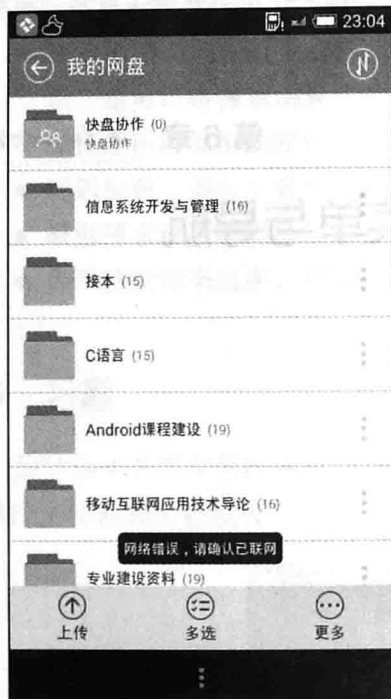 23:04
我的网盘
快盘协作 (0)
快盘协作
信息系统开发与管理 (16)
接本 (15)
C语言 (15)
Android课程建设 (19)
移动互联网应用技术导论 (16)
网络错误，请确认已联网
专业建设资料 (19)
上传 多选 更多